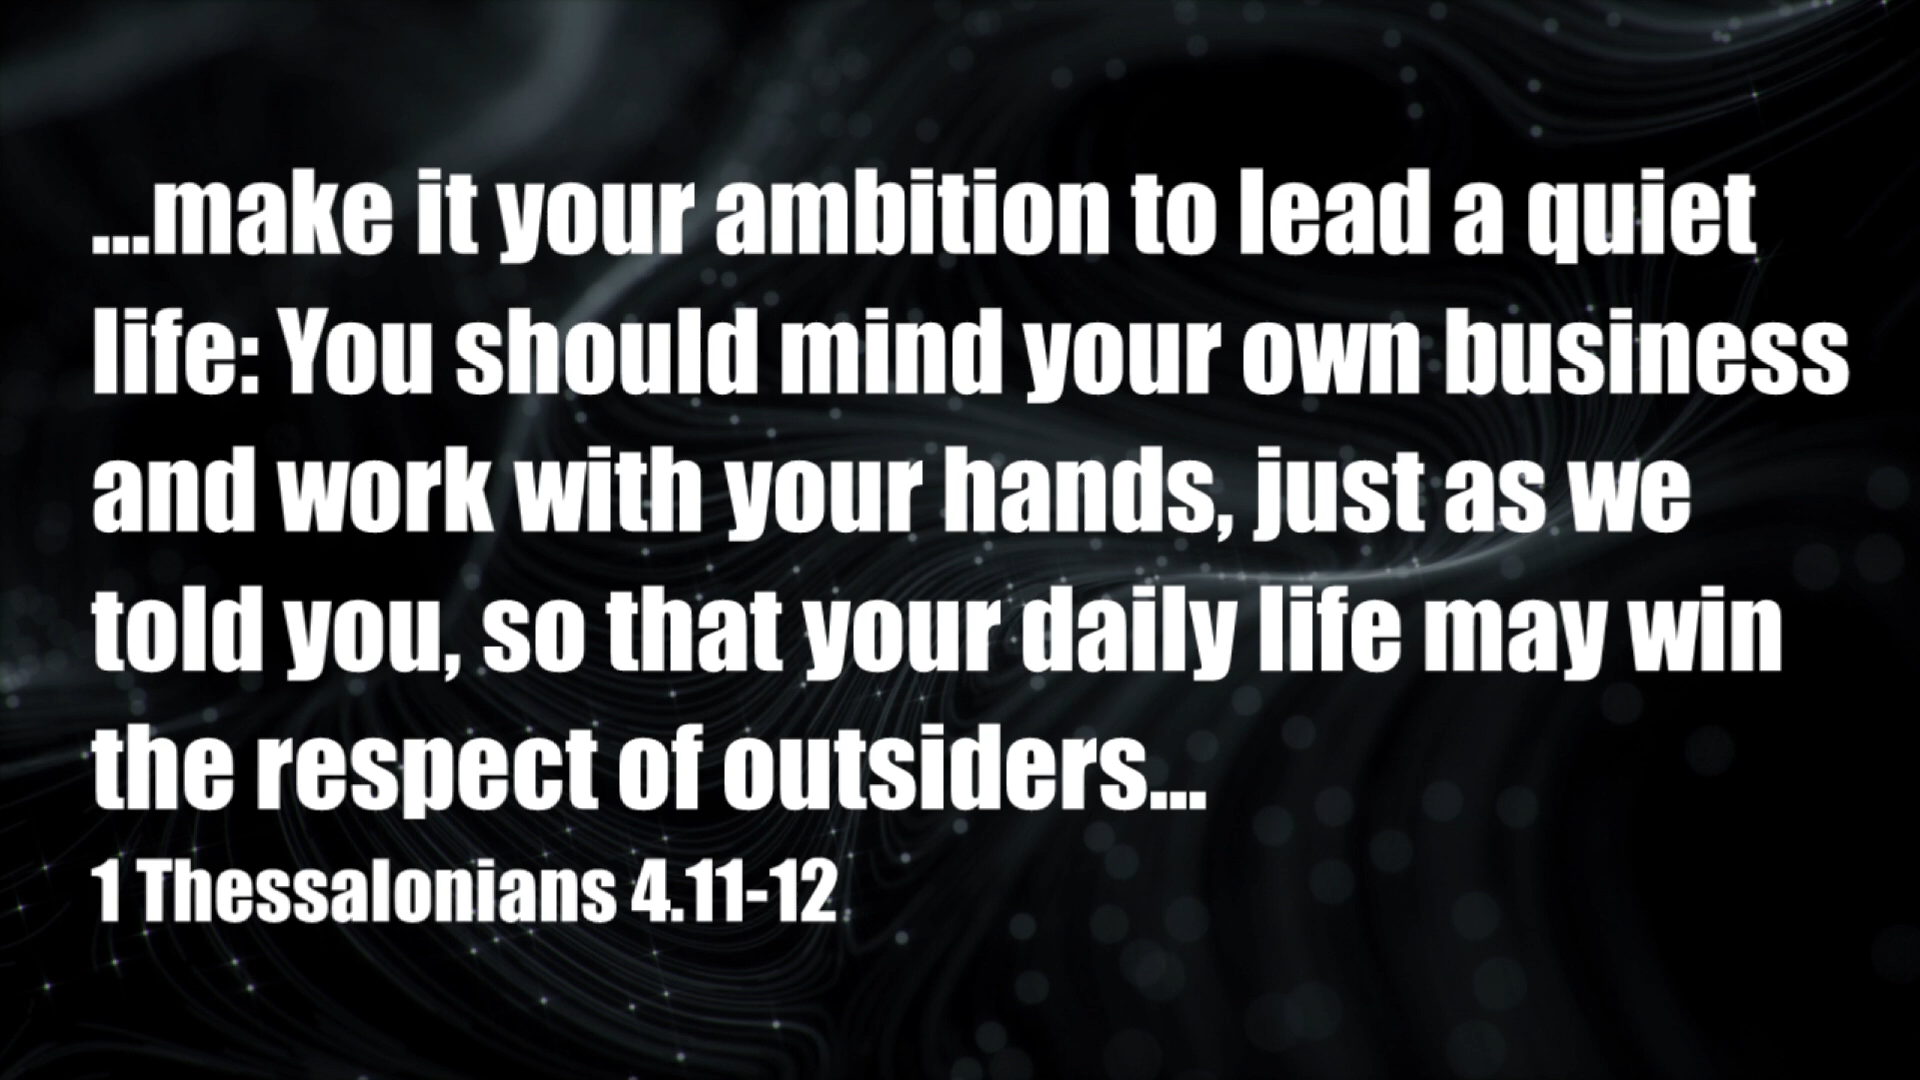 ...make it your ambition to lead a quiet
life: You should mind your own business
and work with your hands, just as we
told you, so that your daily life may win
the respect of outsiders...
1 Thessalonians 4.11-12